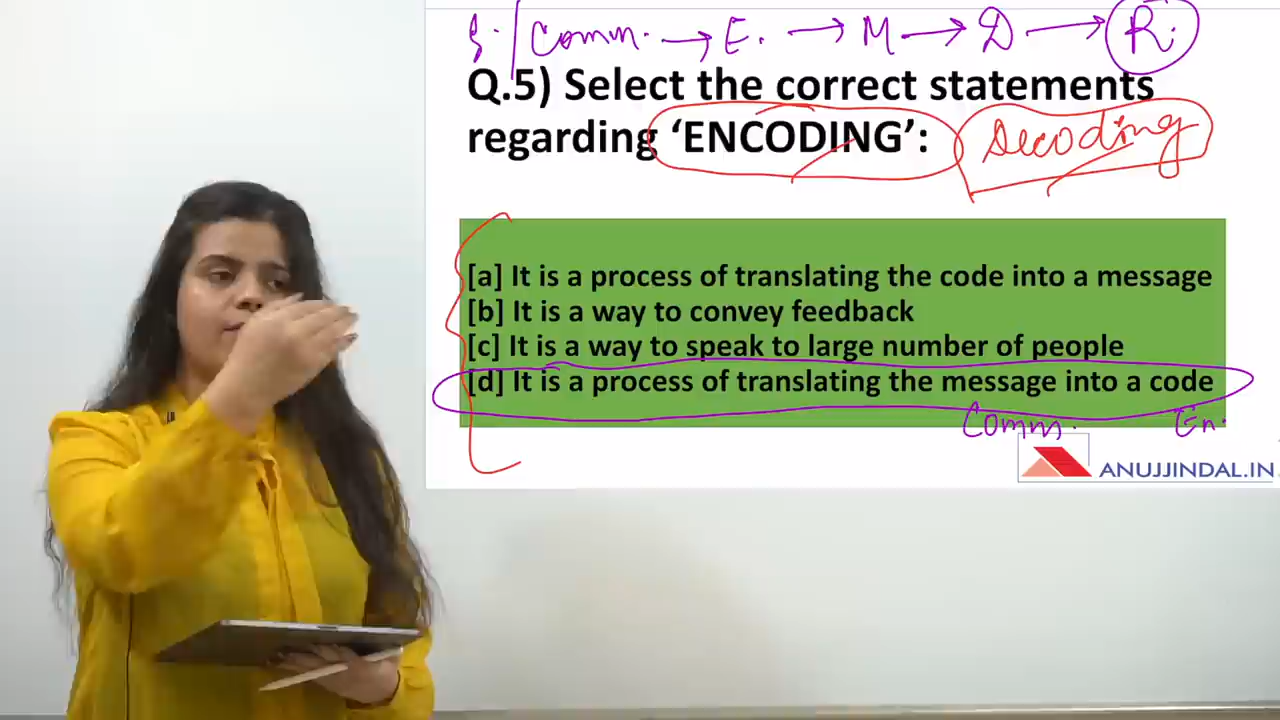 S. / Comm. → E. → M → D → R.
Q.5) Select the correct statements
regarding ‘ENCODING’: Decoding
[a] It is a process of translating the code into a message
[b] It is a way to convey feedback
[c] It is a way to speak to large number of people
[d] It is a process of translating the message into a code
Comm. En.
ANUJJINDAL.IN